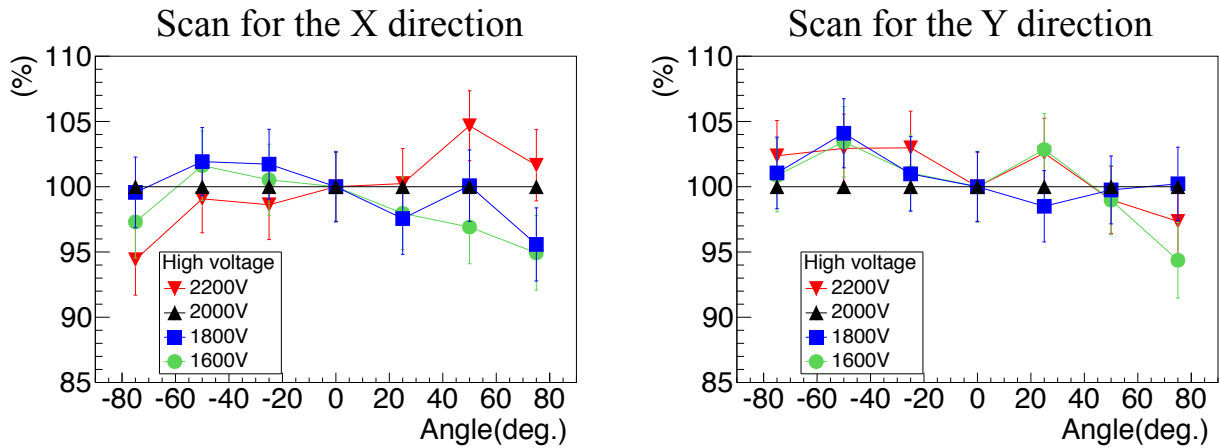 Scan for the X direction
(%)
110
105
100
95
90
85
High voltage
2200V
2000V
1800V
1600V
-80 -60 -40 -20 0 20 40 60 80
Angle(deg.)
Scan for the Y direction
(%)
110
105
100
95
90
85
High voltage
2200V
2000V
1800V
1600V
-80 -60 -40 -20 0 20 40 60 80
Angle(deg.)